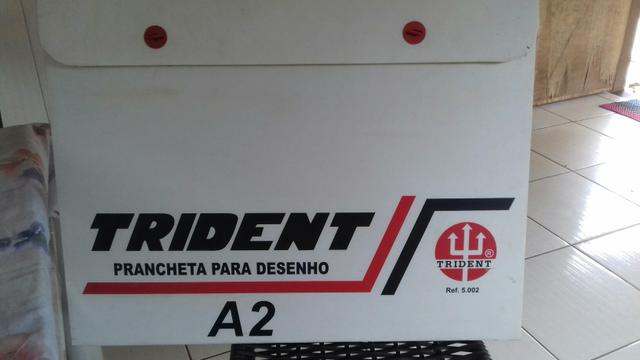 TRIDENT
PRANCHETA PARA DESENHO
A2
TRIDENT®
Ref. 5.002